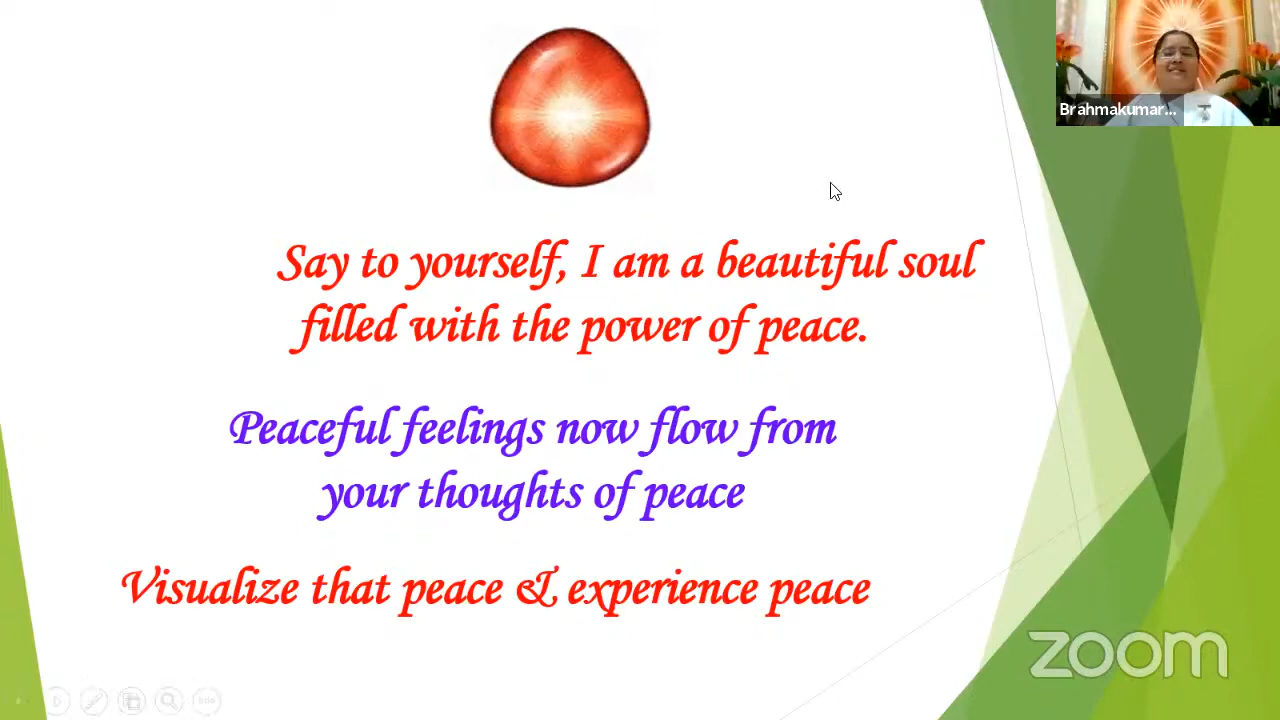 Brahmakumar...
Say to yourself, I am a beautiful soul
filled with the power of peace.
Peaceful feelings now flow from
your thoughts of peace
Visualize that peace & experience peace
zoom